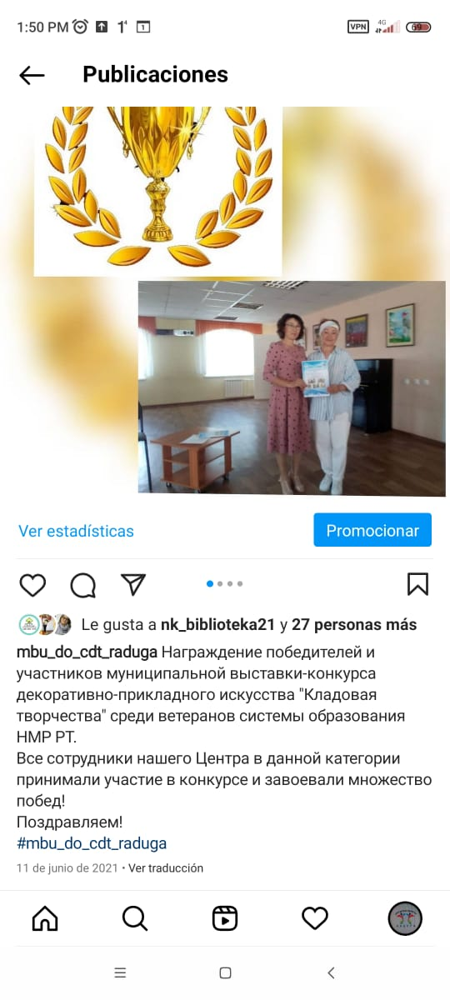 1:50 PM
VPN 4G 69
Publicaciones
Ver estadísticas
Promocionar
Le gusta a nk_biblioteka21 y 27 personas más
mbu_do_cdt_raduga Награждение победителей и
участников муниципальной выставки-конкурса
декоративно-прикладного искусства "Кладовая
творчества" среди ветеранов системы образования
НМР РТ.
Все сотрудники нашего Центра в данной категории
принимали участие в конкурсе и завоевали множество
побед!
Поздравляем!
#mbu_do_cdt_raduga
11 de junio de 2021 • Ver traducción